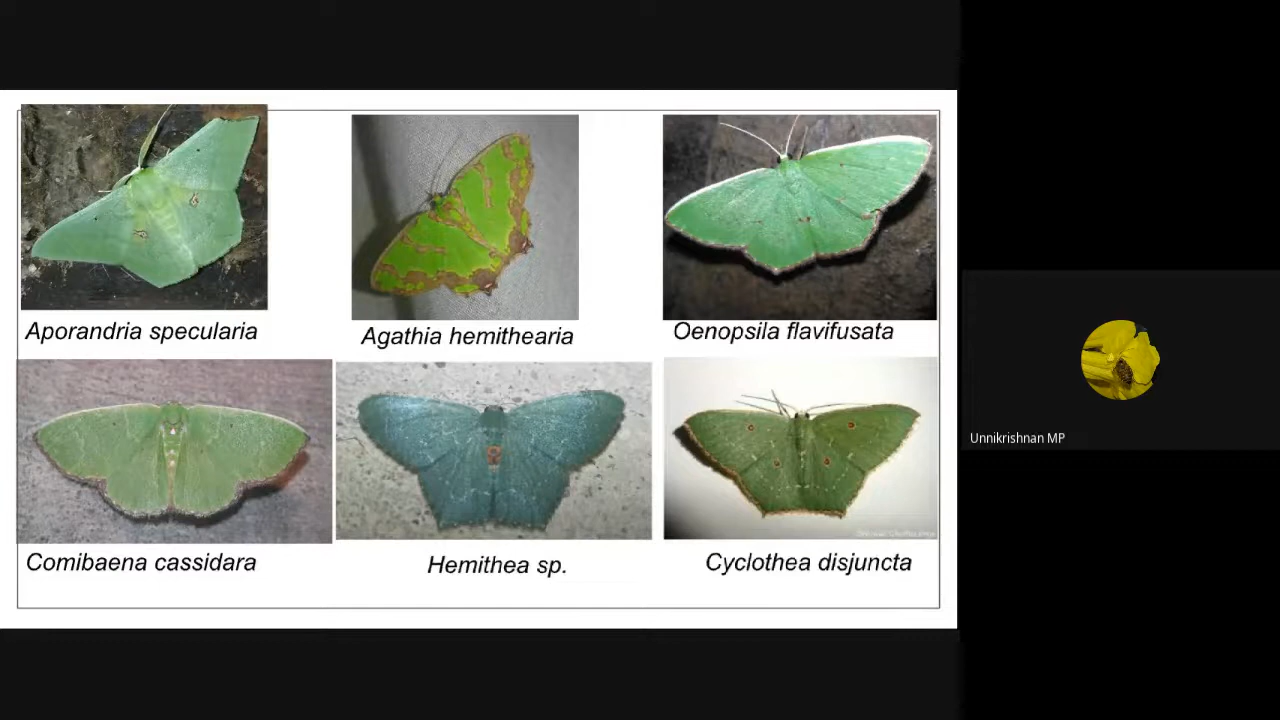 Aporandria specularia
Agathia hemithearia
Oenopsila flavifusata
Unnikrishnan MP
Comibaena cassidara
Hemithea sp.
Cyclothea disjuncta